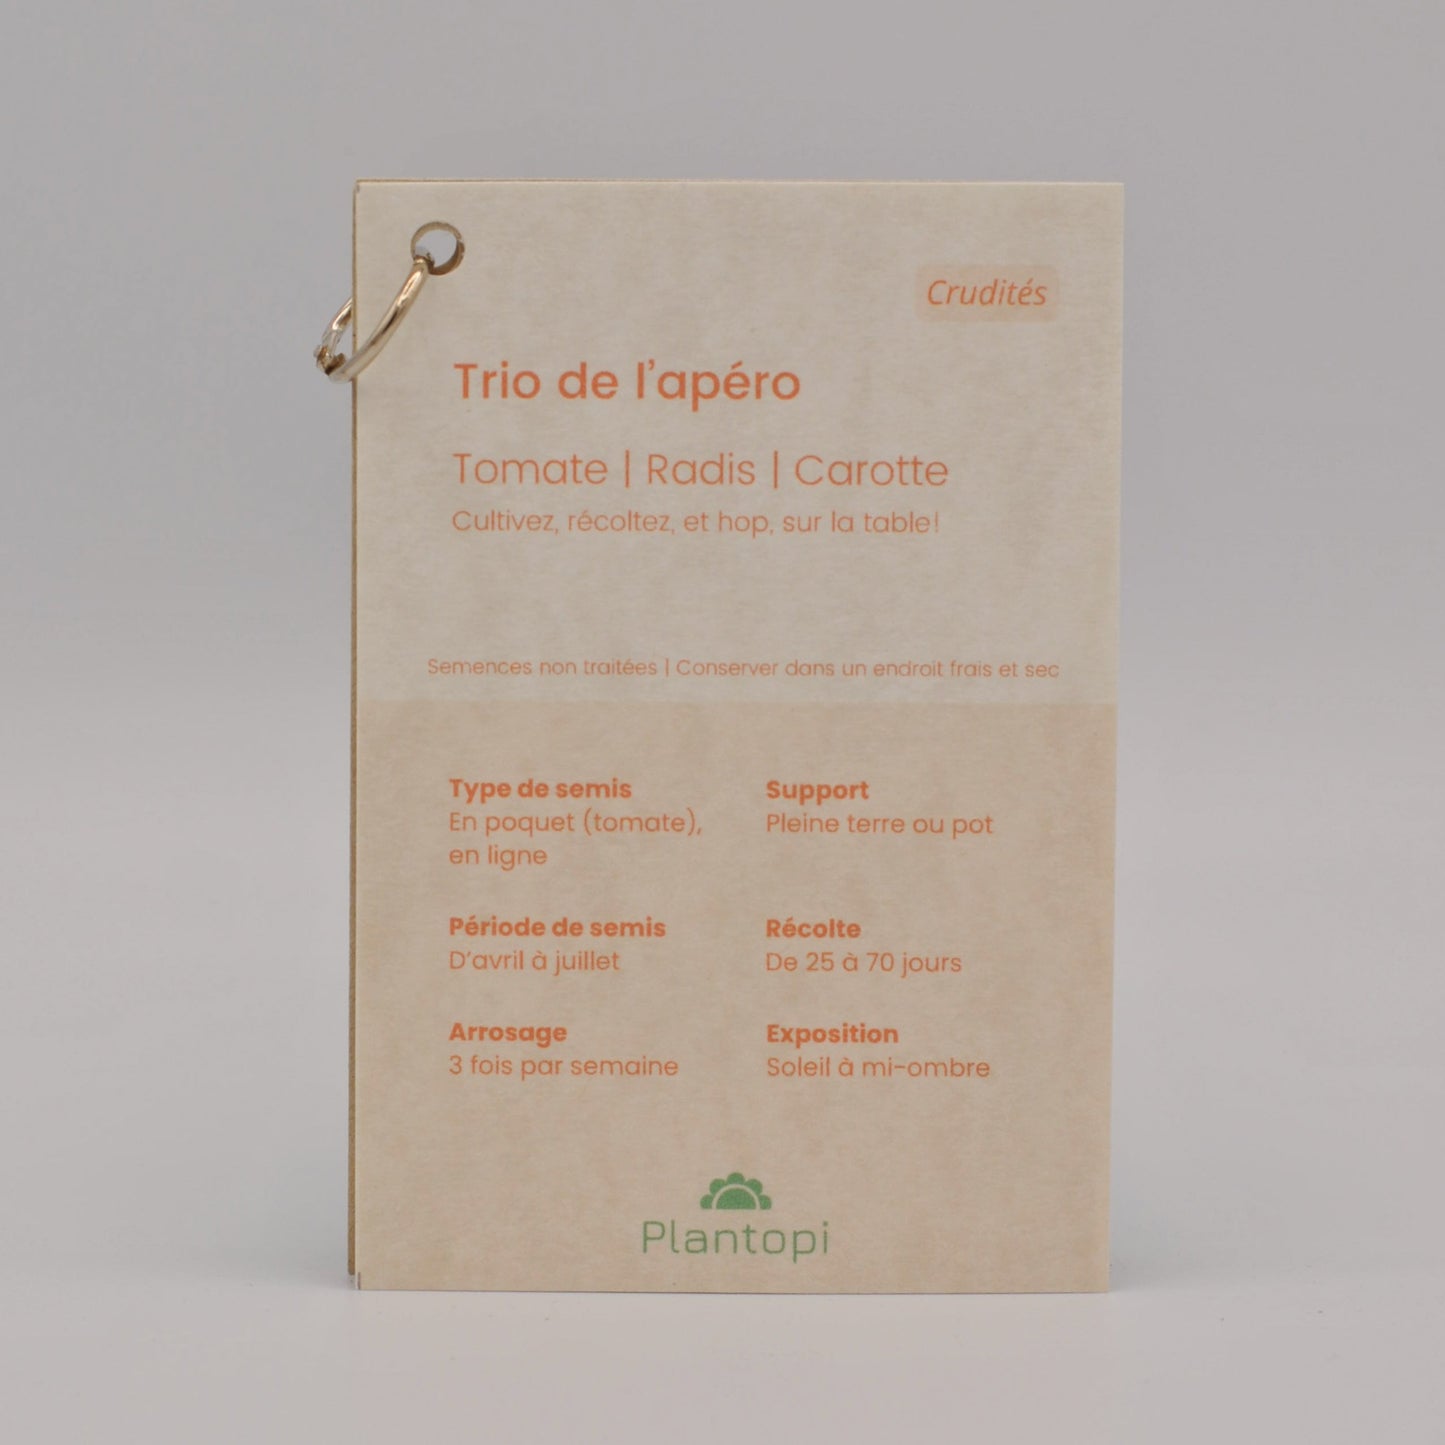 Crudités
Trio de l’apéro
Tomate | Radis | Carotte
Cultivez, récoltez, et hop, sur la table!
Semences non traitées | Conserver dans un endroit frais et sec
Type de semis
En poquet (tomate),
en ligne
Support
Pleine terre ou pot
Période de semis
D’avril à juillet
Récolte
De 25 à 70 jours
Arrosage
3 fois par semaine
Exposition
Soleil à mi-ombre
Plantopi